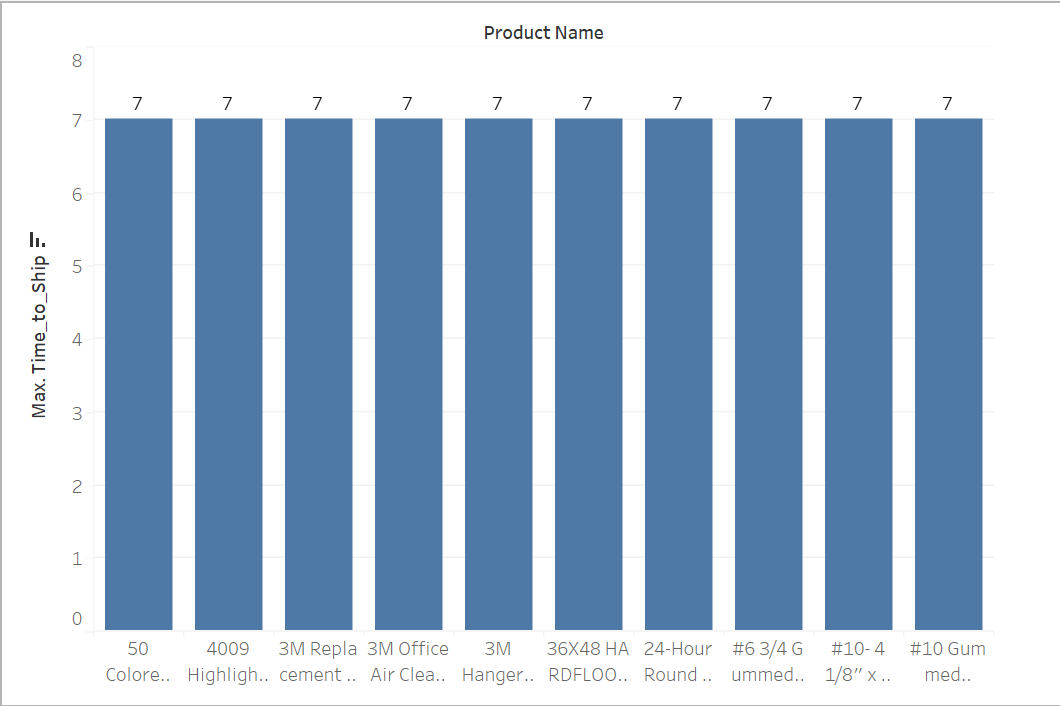 Product Name
8
7 7 7 7 7 7 7 7 7 7
7
6
5
4
3
2
1
0
Max. Time_to_Ship
50 Colore..
4009 Highligh..
3M Repla cement ..
3M Office Air Clea..
3M Hanger..
36X48 HA RDFLOO..
24-Hour Round ..
#6 3/4 G ummed..
#10- 4 1/8” x ..
#10 Gum med..